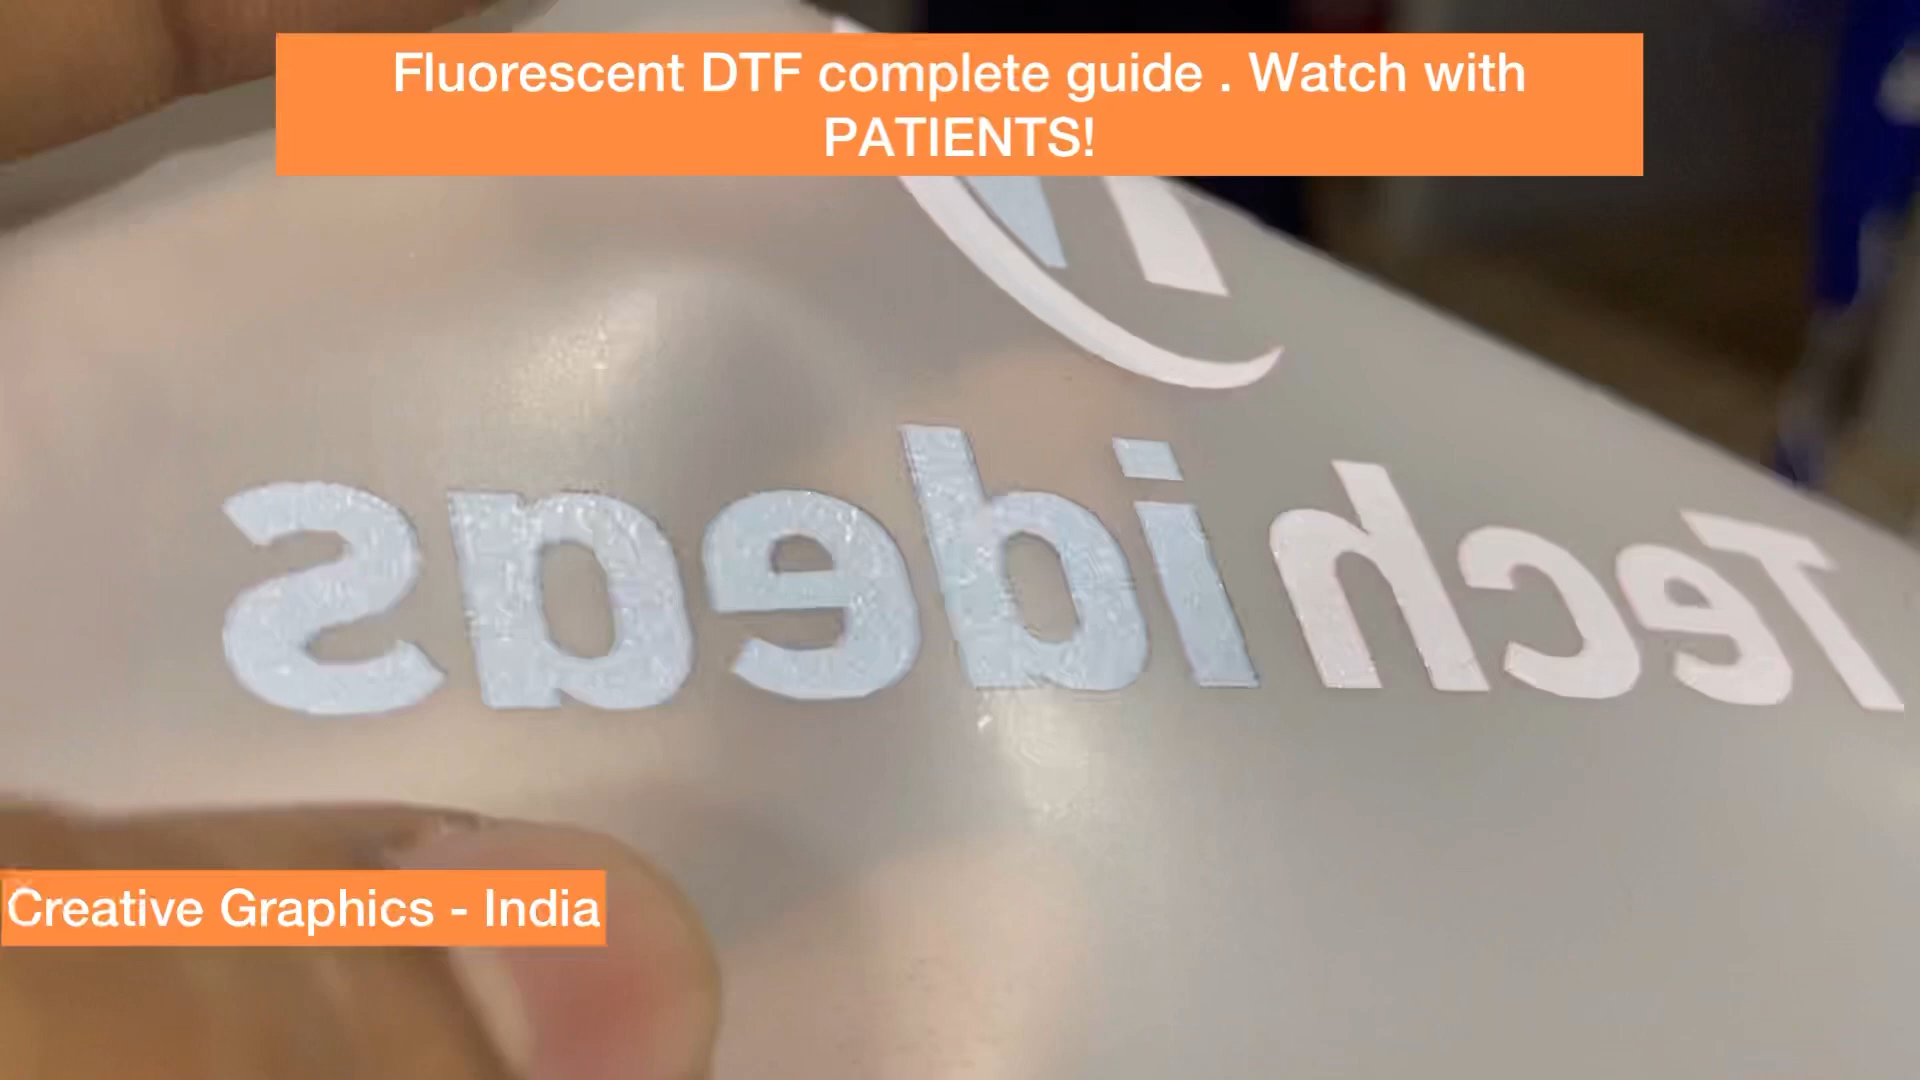 Fluorescent DTF complete guide . Watch with
PATIENTS!
Techideas
Creative Graphics - India